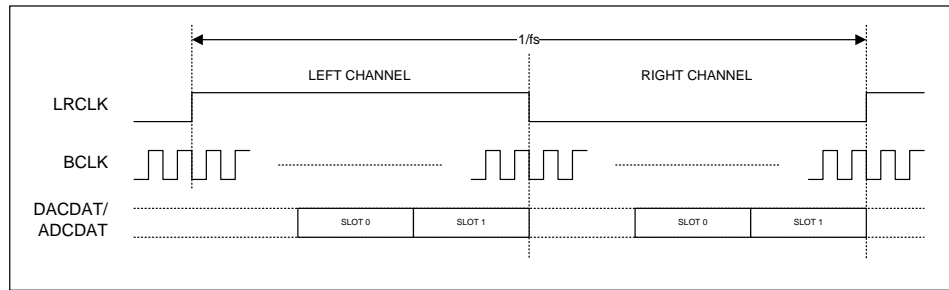 1/fs
LEFT CHANNEL RIGHT CHANNEL
LRCLK
BCLK
DACDAT/
ADCDAT
SLOT 0 SLOT 1 SLOT 0 SLOT 1